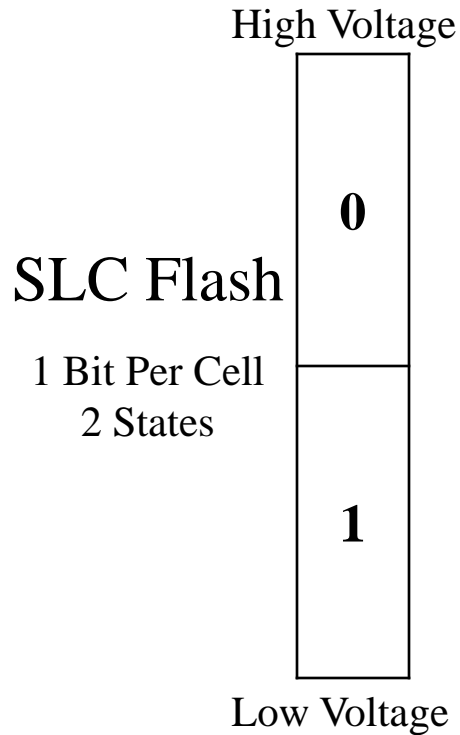 High Voltage
0
SLC Flash
1 Bit Per Cell
2 States
1
Low Voltage